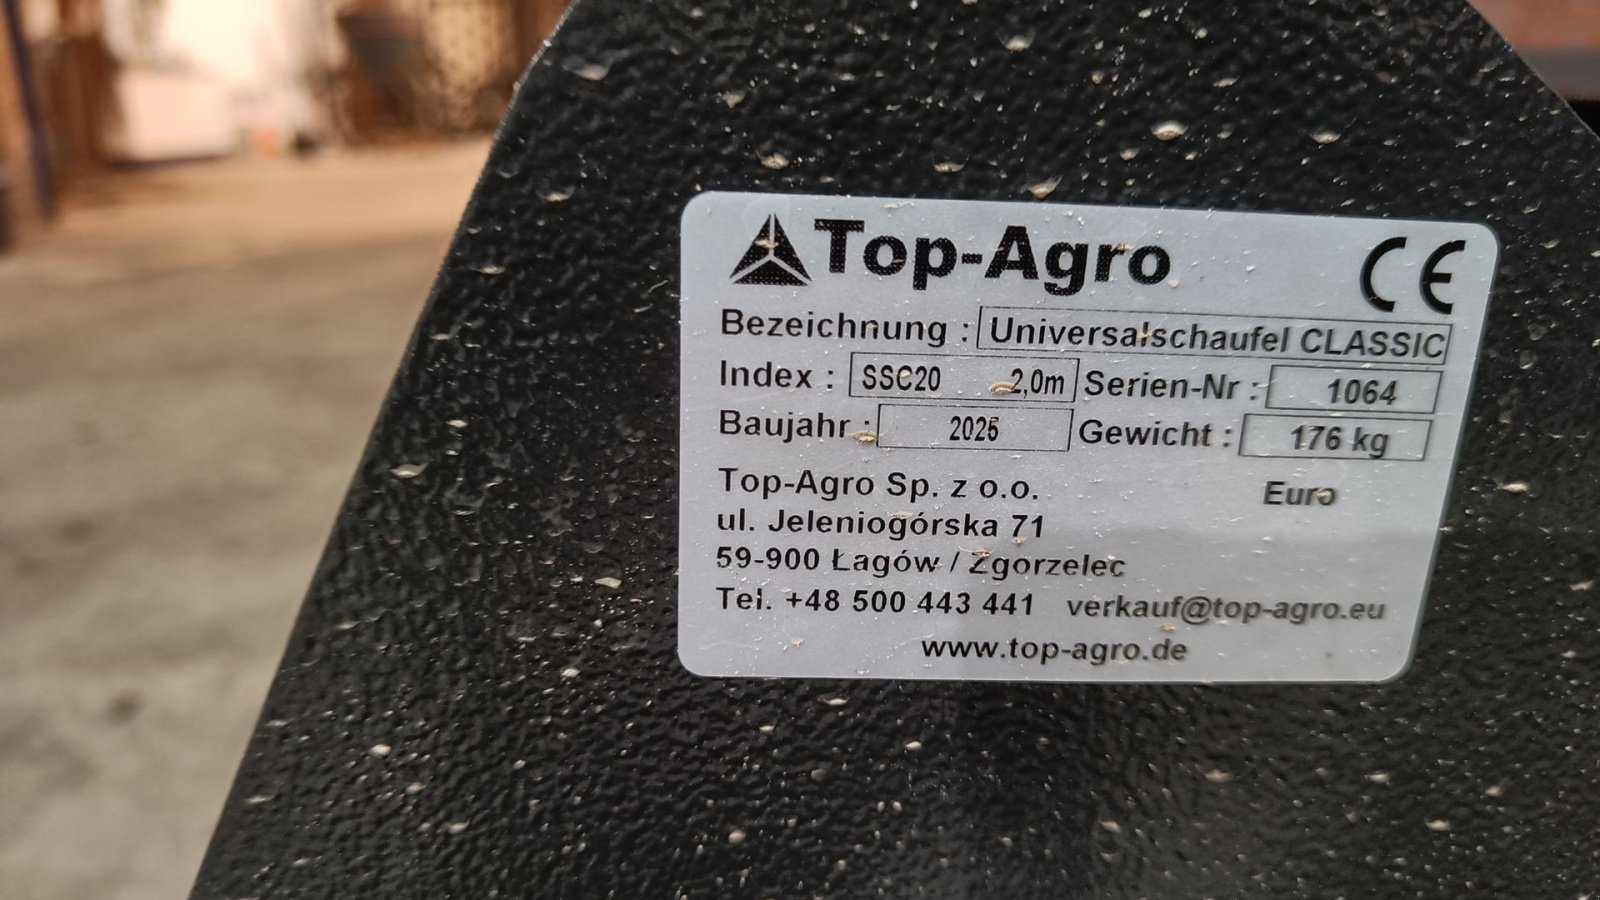 Top-Agro CE
Bezeichnung : Universalschaufel CLASSIC
Index : SSC20 2,0m Serien-Nr : 1064
Baujahr : 2025 Gewicht : 176 kg
Top-Agro Sp. z o.o. Euro
ul. Jeleniogórska 71
59-900 Łagów / Zgorzelec
Tel. +48 500 443 441 verkauf@top-agro.eu
www.top-agro.de